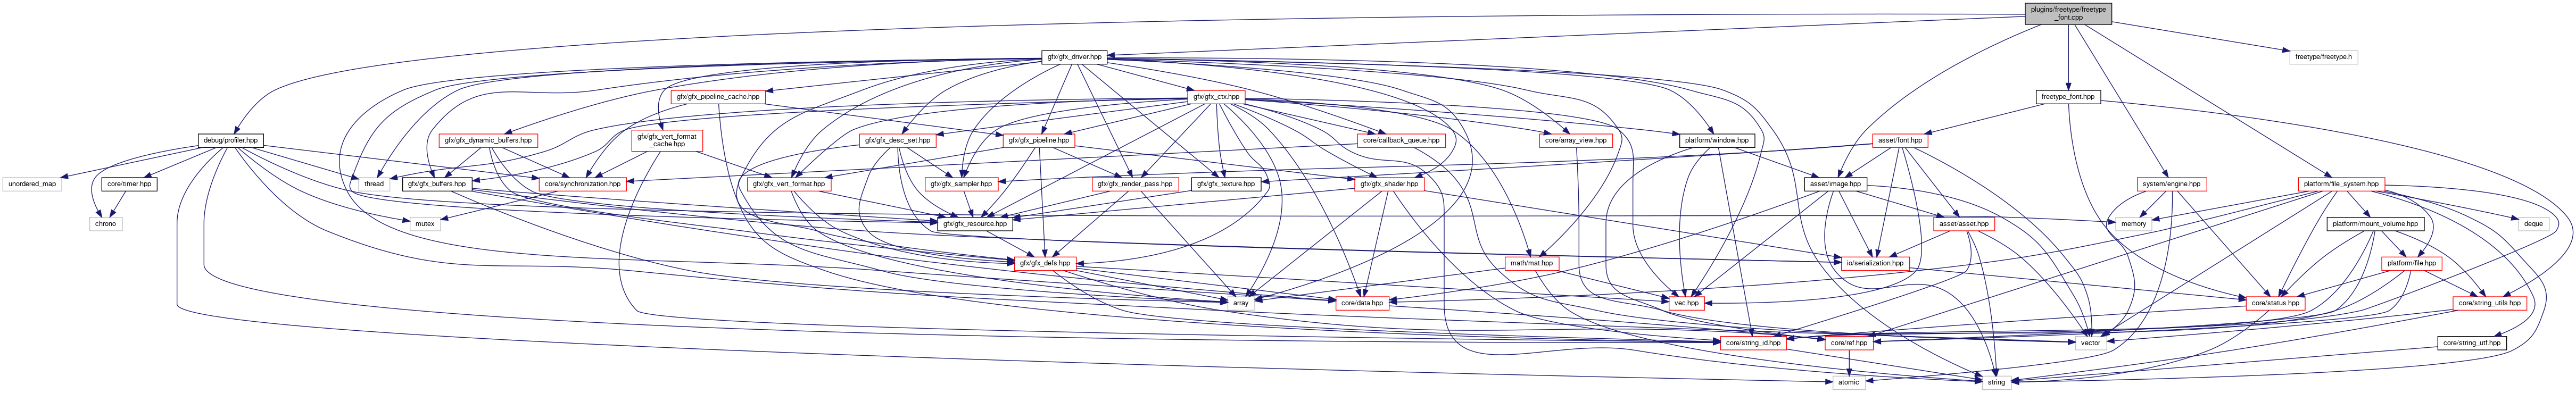 plugins/freetype/freetype
_font.cpp
gfx/gfx_driver.hpp
freetype/freetype.h
gfx/gfx_pipeline_cache.hpp
gfx/gfx_ctx.hpp
freetype_font.hpp
debug/profiler.hpp
gfx/gfx_dynamic_buffers.hpp
gfx/gfx_vert_format
_cache.hpp
gfx/gfx_desc_set.hpp
gfx/gfx_pipeline.hpp
core/callback_queue.hpp
core/array_view.hpp
platform/window.hpp
asset/font.hpp
unordered_map
core/timer.hpp
thread
gfx/gfx_buffers.hpp
core/synchronization.hpp
gfx/gfx_vert_format.hpp
gfx/gfx_sampler.hpp
gfx/gfx_render_pass.hpp
gfx/gfx_texture.hpp
gfx/gfx_shader.hpp
asset/image.hpp
system/engine.hpp
platform/file_system.hpp
chrono
mutex
gfx/gfx_resource.hpp
asset/asset.hpp
memory
platform/mount_volume.hpp
deque
gfx/gfx_defs.hpp
math/mat.hpp
io/serialization.hpp
platform/file.hpp
array
core/data.hpp
vec.hpp
core/status.hpp
core/string_utils.hpp
core/string_id.hpp
core/ref.hpp
vector
core/string_utf.hpp
atomic
string